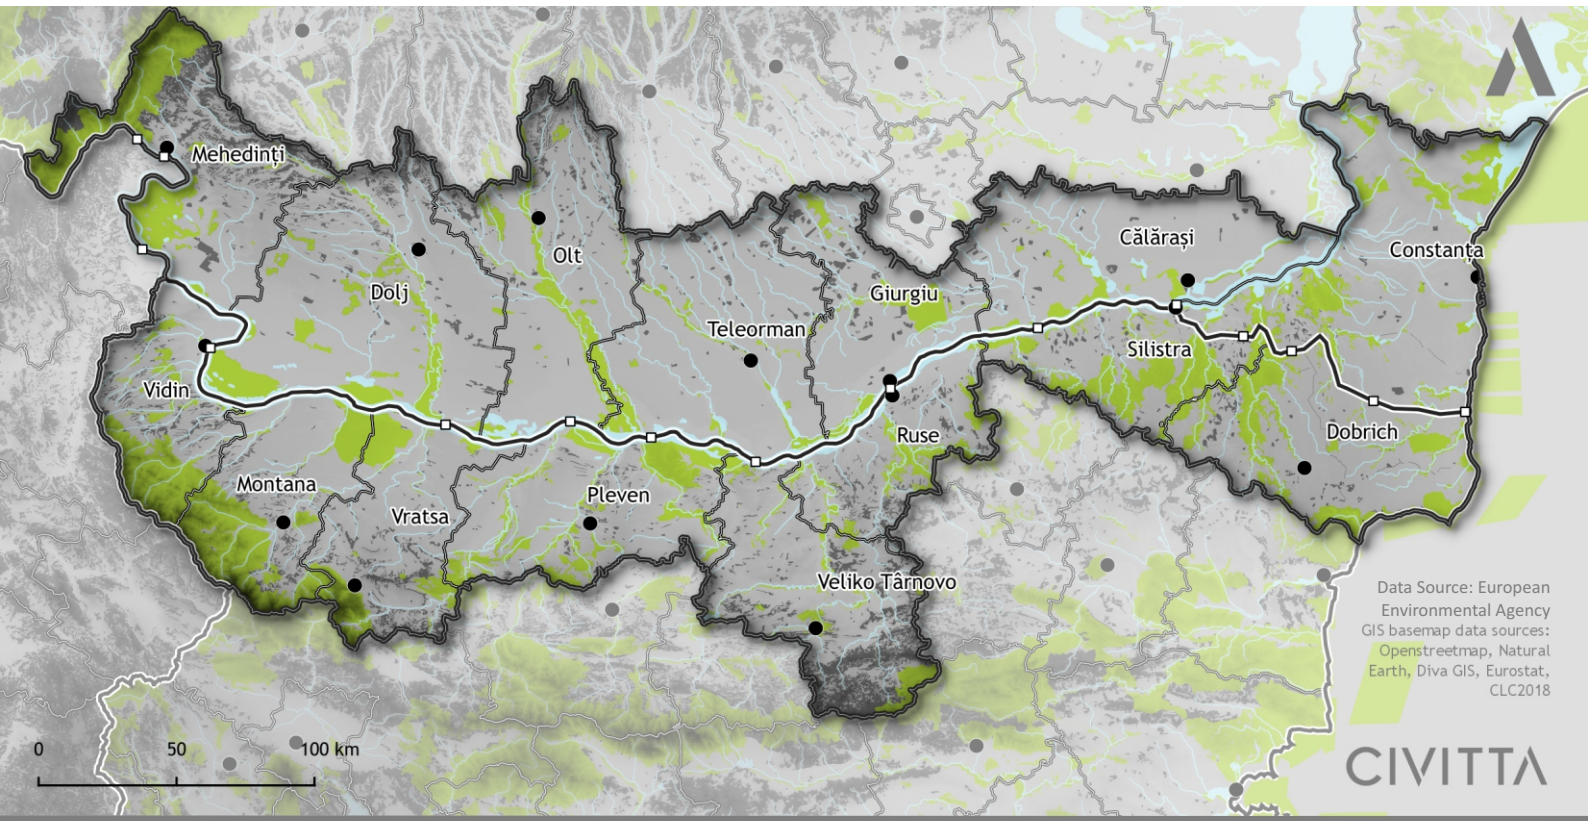 Mehedinți
Călărași
Constanța
Olt
Dolj
Giurgiu
Teleorman
Silistra
Vidin
Ruse
Dobrich
Montana
Pleven
Vratsa
Veliko Târnovo
Data Source: European
Environmental Agency
GIS basemap data sources:
Openstreetmap, Natural
Earth, Diva GIS, Eurostat,
CLC2018
0 50 100 km
CIVITTA